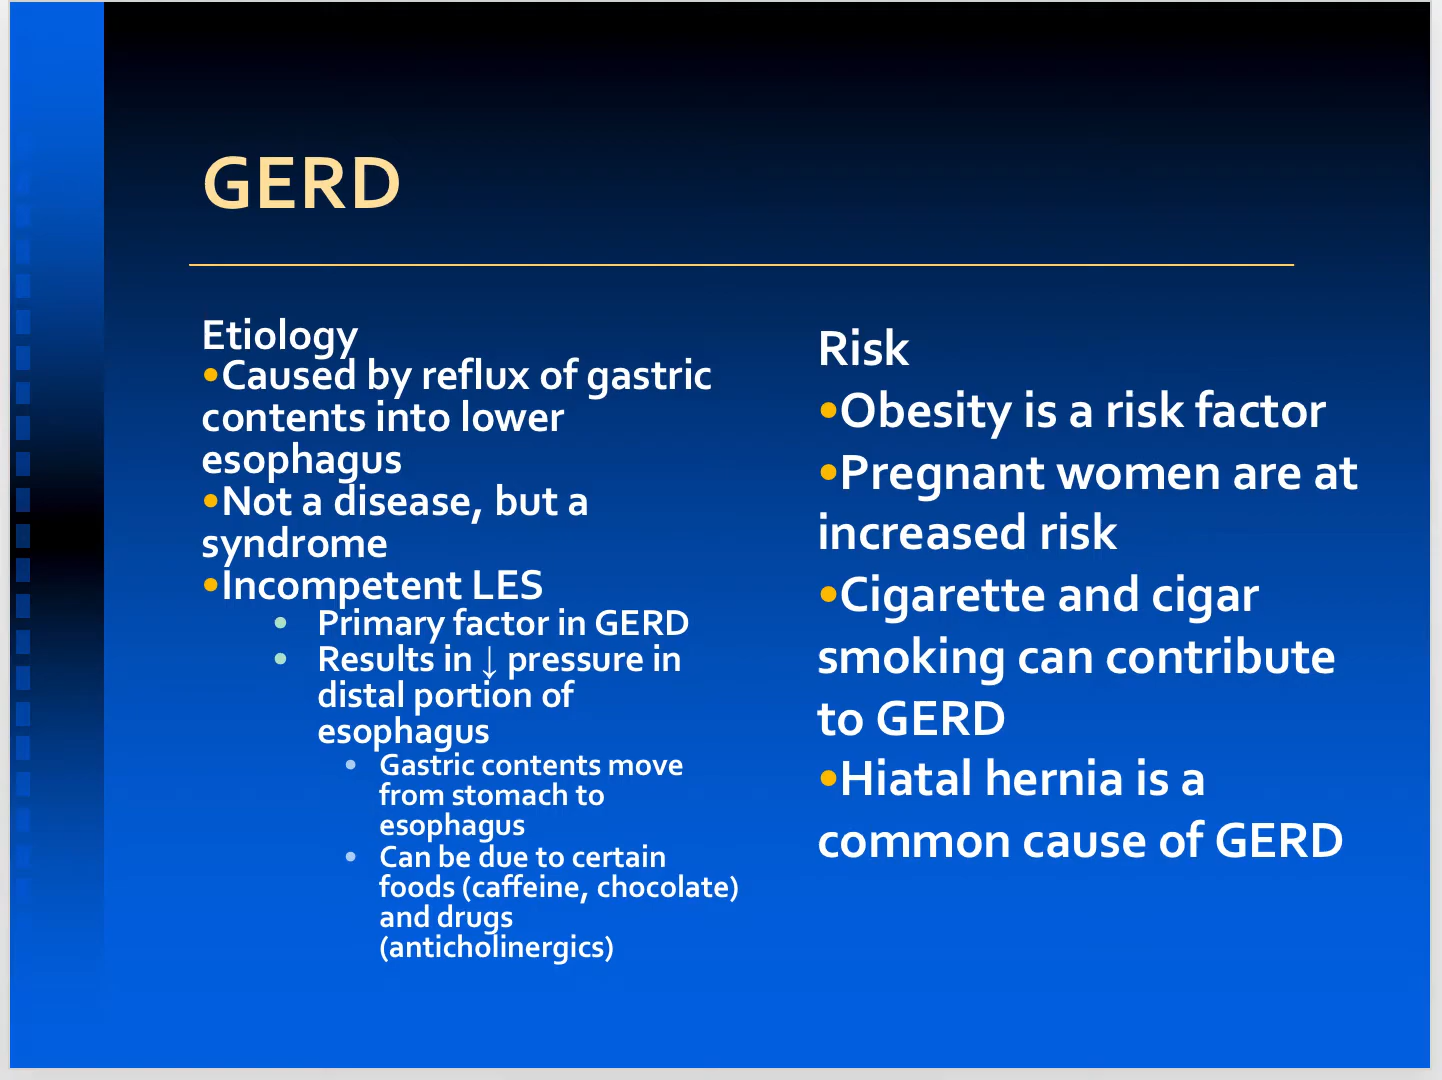 GERD
Etiology
•Caused by reflux of gastric
contents into lower
esophagus
•Not a disease, but a
syndrome
•Incompetent LES
• Primary factor in GERD
• Results in ↓ pressure in
distal portion of
esophagus
• Gastric contents move
from stomach to
esophagus
• Can be due to certain
foods (caffeine, chocolate)
and drugs
(anticholinergics)
Risk
•Obesity is a risk factor
•Pregnant women are at
increased risk
•Cigarette and cigar
smoking can contribute
to GERD
•Hiatal hernia is a
common cause of GERD